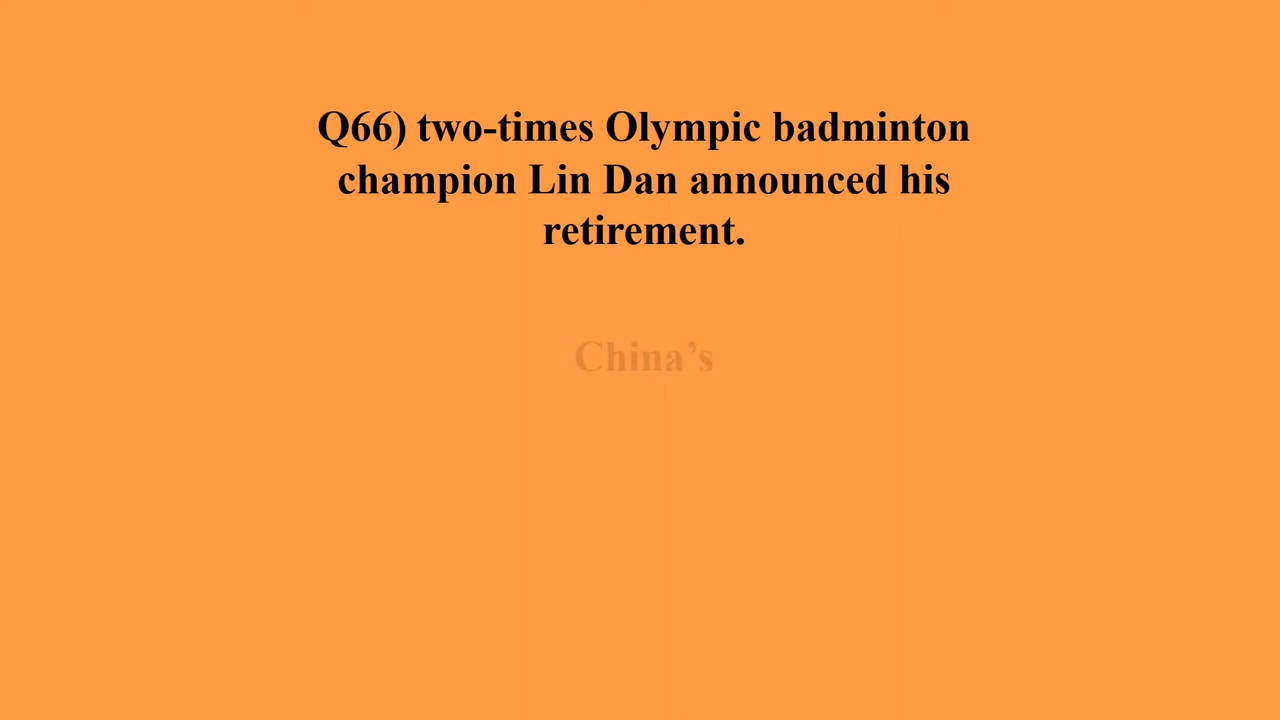 Q66) two-times Olympic badminton
champion Lin Dan announced his
retirement.
China’s